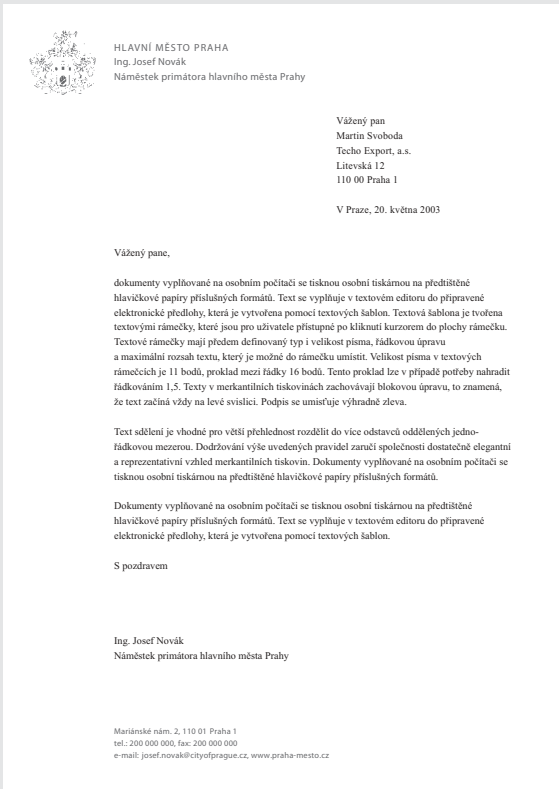 HLAVNÍ MĚSTO PRAHA
Ing. Josef Novák
Náměstek primátora hlavního města Prahy
Vážený pan
Martin Svoboda
Techo Export, a.s.
Litevská 12
110 00 Praha 1
V Praze, 20. května 2003
Vážený pane,
dokumenty vyplňované na osobním počítači se tisknou osobní tiskárnou na předtištěné
hlavičkové papíry příslušných formátů. Text se vyplňuje v textovém editoru do připravené
elektronické předlohy, která je vytvořena pomocí textových šablon. Textová šablona je tvořena
textovými rámečky, které jsou pro uživatele přístupné po kliknutí kurzorem do plochy rámečku.
Textové rámečky mají předem definovaný typ i velikost písma, řádkovou úpravu
a maximální rozsah textu, který je možné do rámečku umístit. Velikost písma v textových
rámečcích je 11 bodů, proklad mezi řádky 16 bodů. Tento proklad lze v případě potřeby nahradit
řádkováním 1,5. Texty v merkantilních tiskovinách zachovávají blokovou úpravu, to znamená,
že text začíná vždy na levé svislici. Podpis se umisťuje výhradně zleva.
Text sdělení je vhodné pro větší přehlednost rozdělit do více odstavců oddělených jedno-
řádkovou mezerou. Dodržování výše uvedených pravidel zaručí společnosti dostatečně elegantní
a reprezentativní vzhled merkantilních tiskovin. Dokumenty vyplňované na osobním počítači se
tisknou osobní tiskárnou na předtištěné hlavičkové papíry příslušných formátů.
Dokumenty vyplňované na osobním počítači se tisknou osobní tiskárnou na předtištěné
hlavičkové papíry příslušných formátů. Text se vyplňuje v textovém editoru do připravené
elektronické předlohy, která je vytvořena pomocí textových šablon.
S pozdravem
Ing. Josef Novák
Náměstek primátora hlavního města Prahy
Mariánské nám. 2, 110 01 Praha 1
tel.: 200 000 000, fax: 200 000 000
e-mail: josef.novak@cityofprague.cz, www.praha-mesto.cz